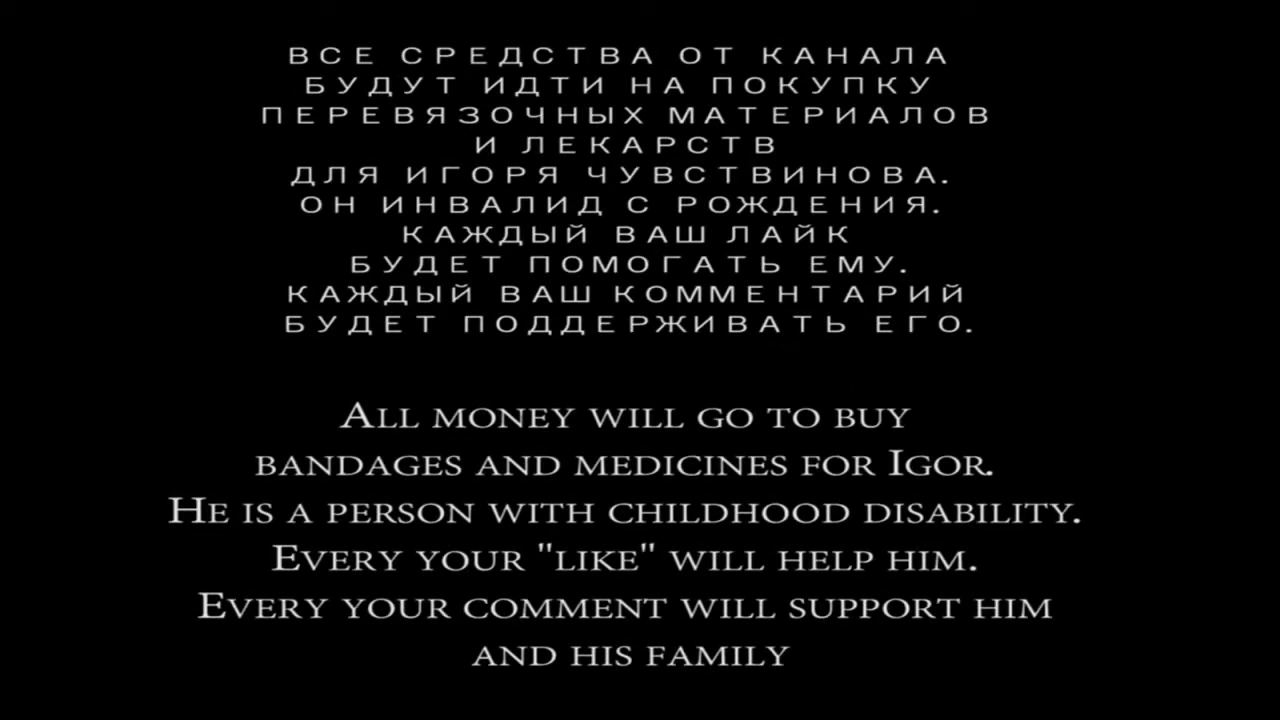 ВСЕ СРЕДСТВА ОТ КАНАЛА
БУДУТ ИДТИ НА ПОКУПКУ
ПЕРЕВЯЗОЧНЫХ МАТЕРИАЛОВ
И ЛЕКАРСТВ
ДЛЯ ИГОРЯ ЧУВСТВИНОВА.
ОН ИНВАЛИД С РОЖДЕНИЯ.
КАЖДЫЙ ВАШ ЛАЙК
БУДЕТ ПОМОГАТЬ ЕМУ.
КАЖДЫЙ ВАШ КОММЕНТАРИЙ
БУДЕТ ПОДДЕРЖИВАТЬ ЕГО.
ALL MONEY WILL GO TO BUY
BANDAGES AND MEDICINES FOR IGOR.
HE IS A PERSON WITH CHILDHOOD DISABILITY.
EVERY YOUR "LIKE" WILL HELP HIM.
EVERY YOUR COMMENT WILL SUPPORT HIM
AND HIS FAMILY